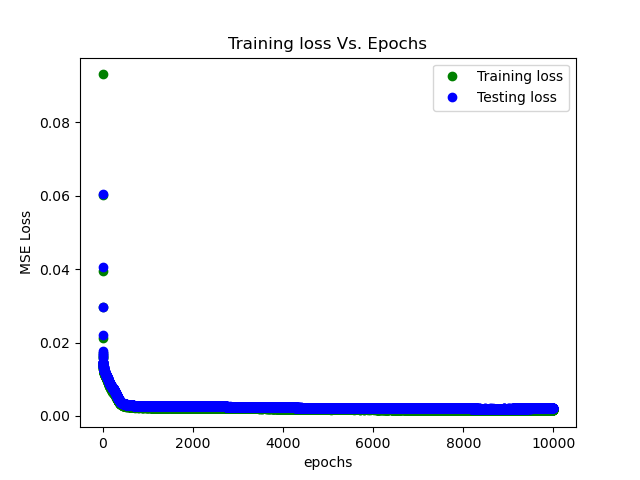 Training loss Vs. Epochs
Training loss
Testing loss
MSE Loss
0.08
0.06
0.04
0.02
0.00
0
2000
4000
6000
8000
10000
epochs